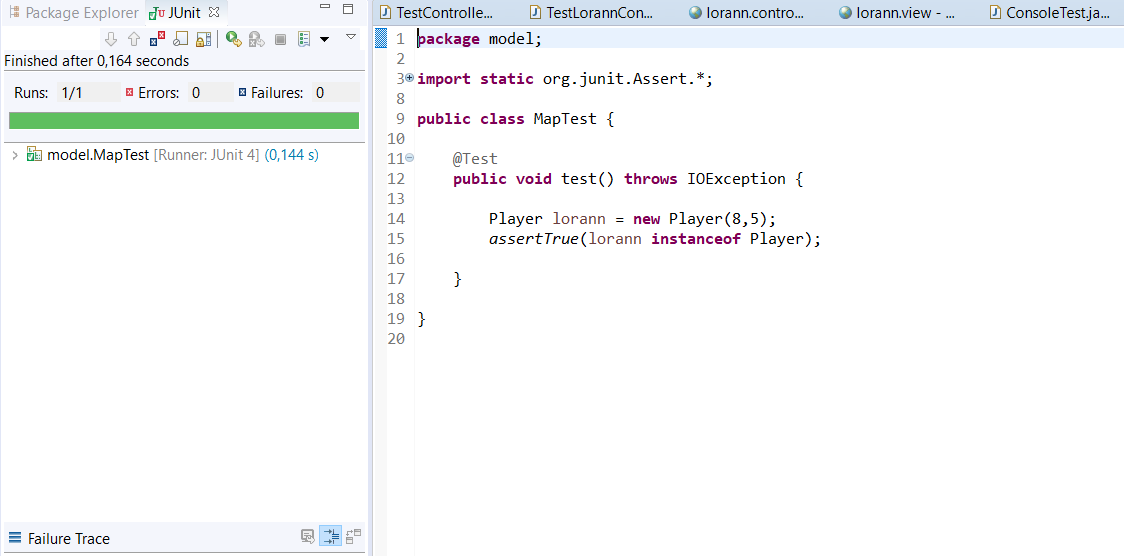 Package Explorer JUnit
TestControlle... TestLorannCon... lorann.contro... lorann.view - ... ConsoleTest.ja...
Finished after 0,164 seconds
Runs: 1/1 Errors: 0 Failures: 0
model.MapTest [Runner: JUnit 4] (0,144 s)
Failure Trace
1 package model;
2
3 import static org.junit.Assert.*;
8
9 public class MapTest {
10
11 @Test
12 public void test() throws IOException {
13
14 Player lorann = new Player(8,5);
15 assertTrue(lorann instanceof Player);
16
17 }
18
19 }
20